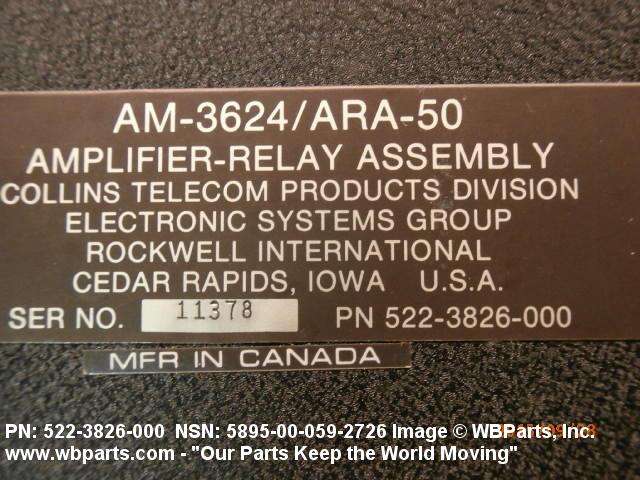 AM-3624/ARA-50
AMPLIFIER-RELAY ASSEMBLY
COLLINS TELECOM PRODUCTS DIVISION
ELECTRONIC SYSTEMS GROUP
ROCKWELL INTERNATIONAL
CEDAR RAPIDS, IOWA U.S.A.
SER NO. 11378 PN 522-3826-000
MFR IN CANADA
PN: 522-3826-000 NSN: 5895-00-059-2726 Image © WBParts, Inc.
www.wbparts.com - "Our Parts Keep the World Moving"